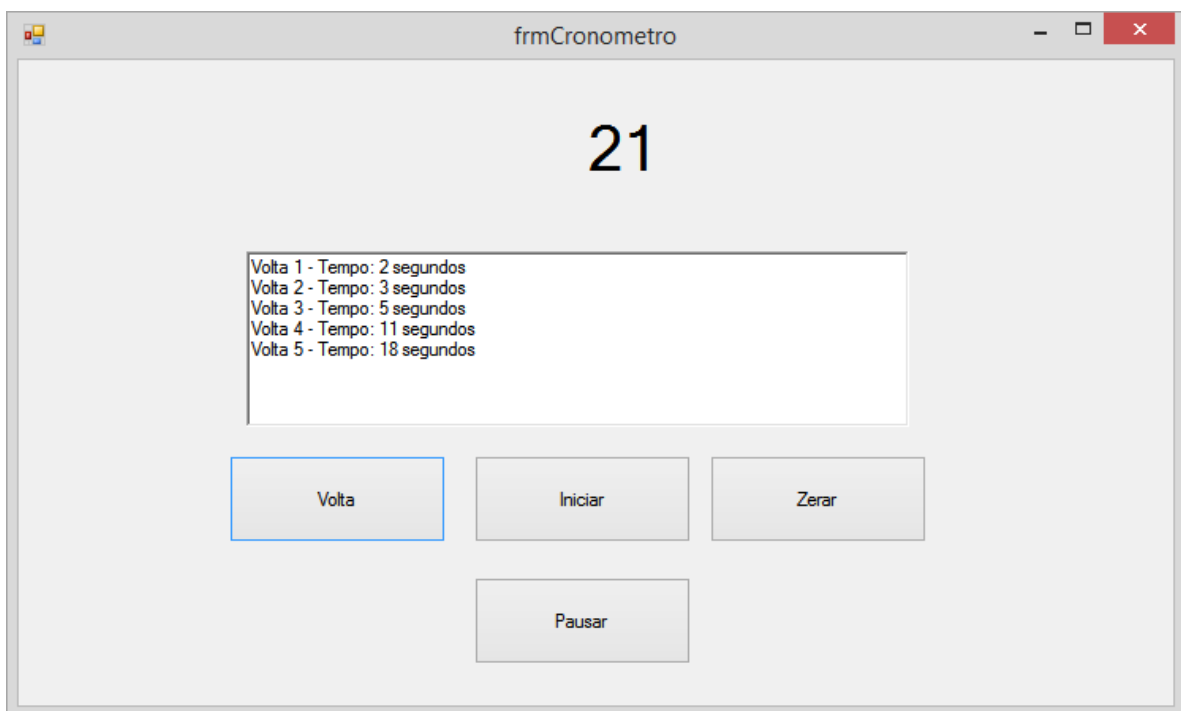 frmCronometro
21
Volta 1 - Tempo: 2 segundos
Volta 2 - Tempo: 3 segundos
Volta 3 - Tempo: 5 segundos
Volta 4 - Tempo: 11 segundos
Volta 5 - Tempo: 18 segundos
Volta Iniciar Zerar
Pausar